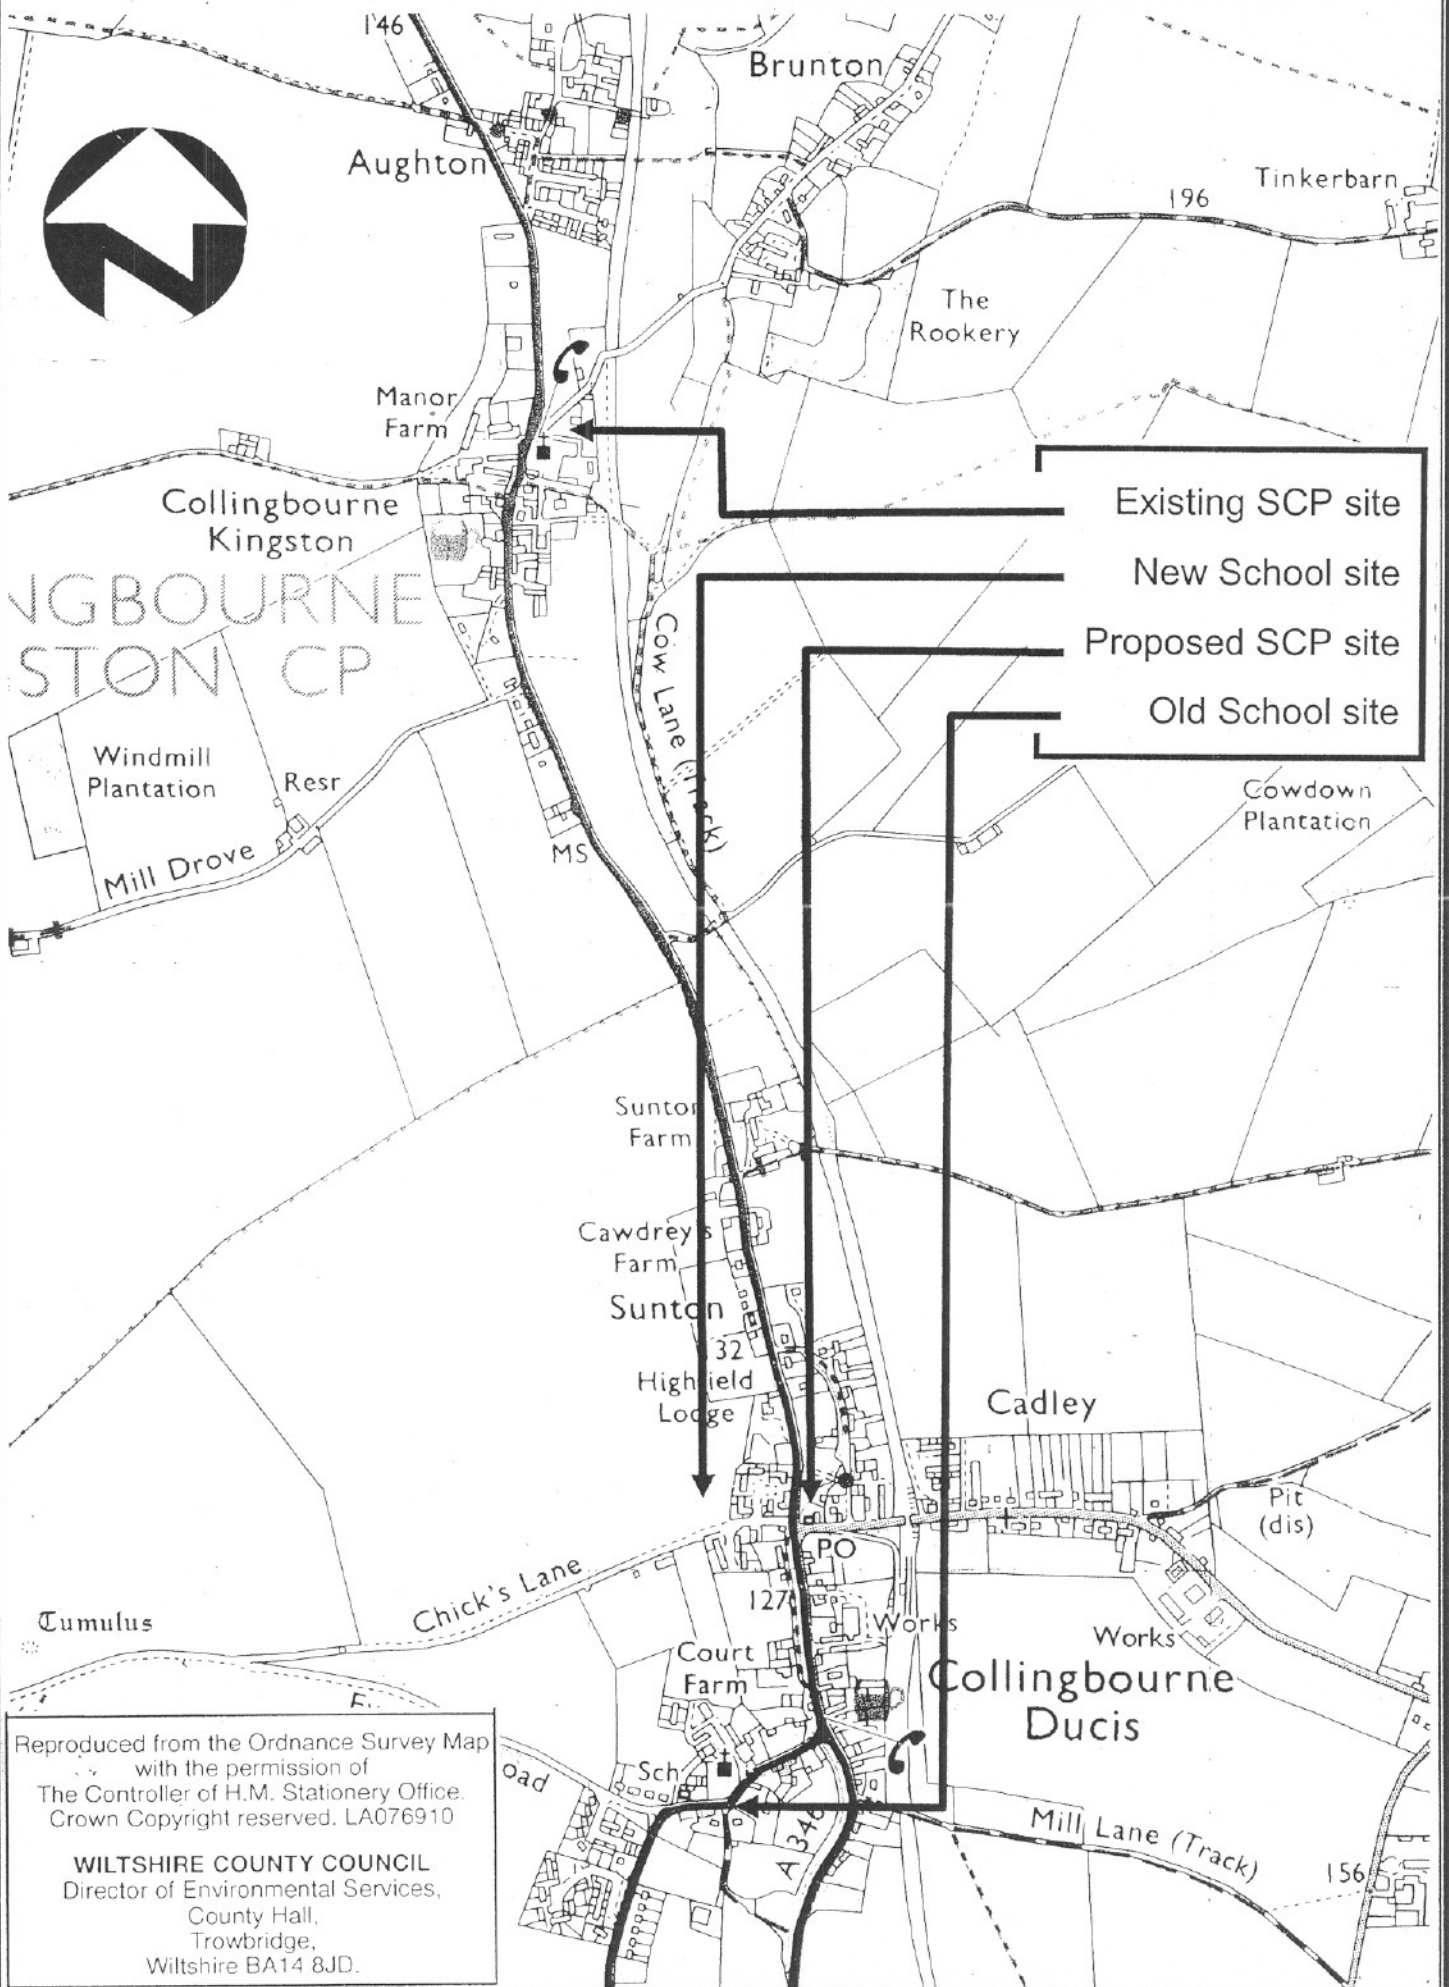 146
Brunton
Aughton
Tinkerbarn
196
The
Rookery
Manor
Farm
Existing SCP site
Collingbourne
Kingston
New School site
NGBOURNE
STON CP
Proposed SCP site
Cow Lane (Track)
Old School site
Windmill
Plantation
Resr
Cowdown
Plantation
Mill Drove
MS
Sunton
Farm
Cawdrey's
Farm
Sunton
132
Highfield
Lodge
Cadley
Pit
(dis)
PO
Chick's Lane
127
Tumulus
Works
Works
Court
Farm
Collingbourne
Ducis
Sch
oad
A 346
Mill Lane (Track)
156
Reproduced from the Ordnance Survey Map
with the permission of
The Controller of H.M. Stationery Office.
Crown Copyright reserved. LA076910
WILTSHIRE COUNTY COUNCIL
Director of Environmental Services,
County Hall,
Trowbridge,
Wiltshire BA14 8JD.